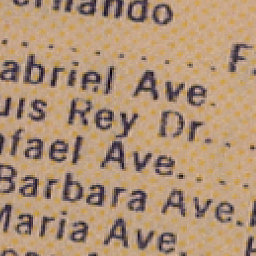 ernando
. . . . . . . . . . . F.
abriel Ave.
uis Rey Dr. . .
afael Ave. . . .
Barbara Ave.
Maria Ave.